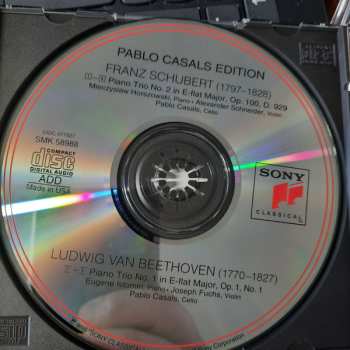 PABLO CASALS EDITION
FRANZ SCHUBERT (1797–1828)
Piano Trio No. 2 in E-flat Major, Op. 100, D. 929
Mieczyslaw Horszowski, Piano • Alexander Schneider, Violin
Pablo Casals, Cello
SMK 58988
COMPACT
disc
DIGITAL AUDIO
ADD
Made in USA
SONY
CLASSICAL
LUDWIG VAN BEETHOVEN (1770–1827)
Piano Trio No. 1 in E-flat Major, Op. 1, No. 1
Eugene Istomin, Piano • Joseph Fuchs, Violin
Pablo Casals, Cello